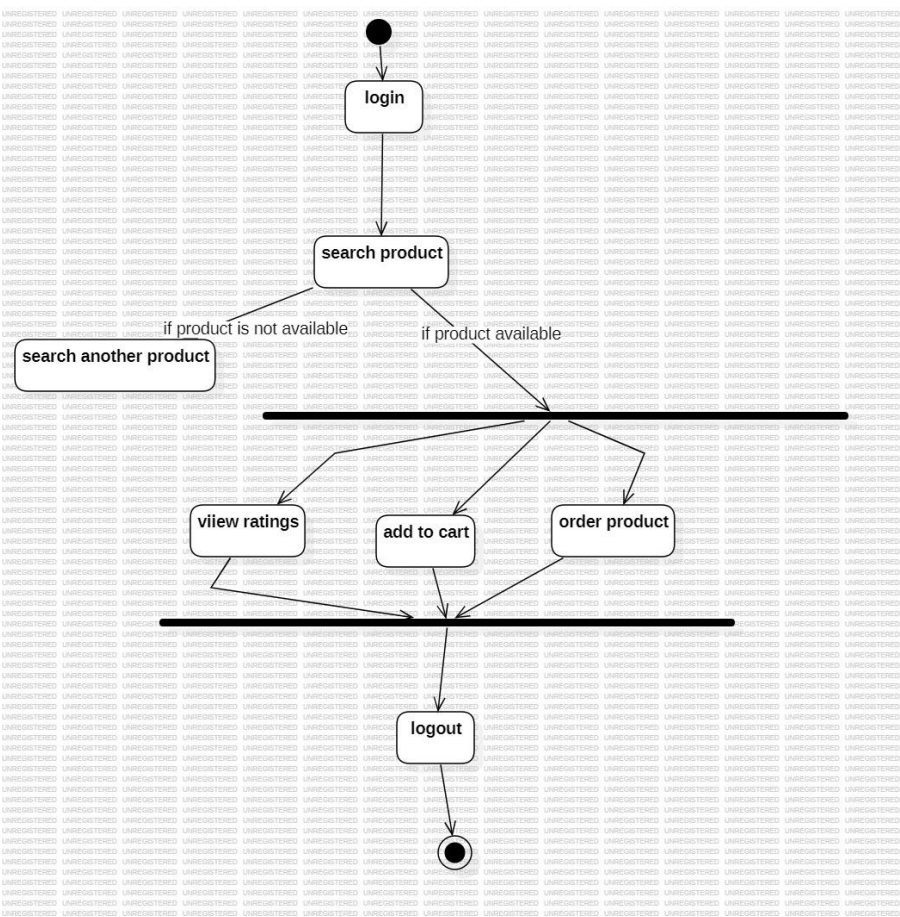 login
search product
if product is not available
if product available
search another product
viiew ratings
add to cart
order product
logout
UNREGISTERED